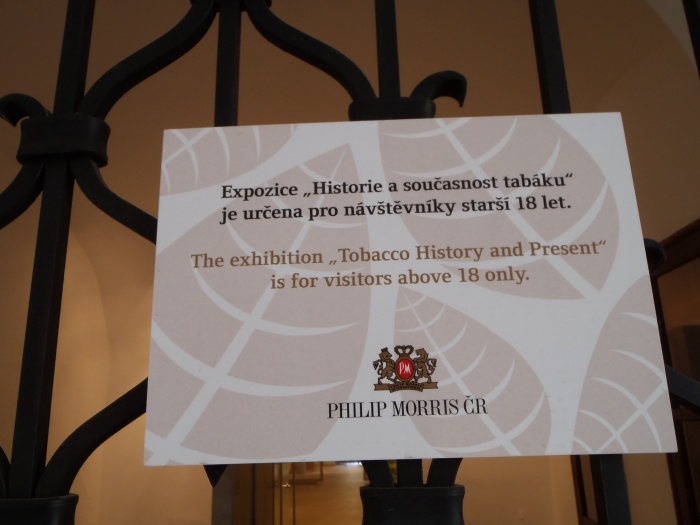 Expozice „Historie a současnost tabáku“
je určena pro návštěvníky starší 18 let.
The exhibition „Tobacco History and Present“
is for visitors above 18 only.
PM
PHILIP MORRIS ČR